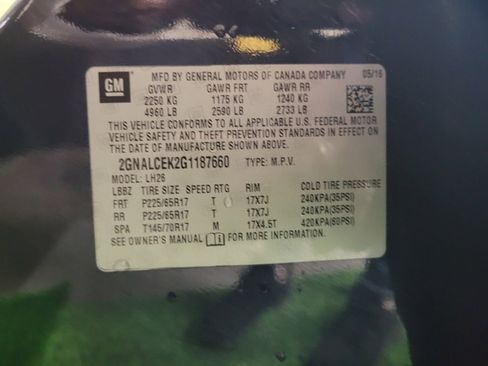 GM
MFD BY GENERAL MOTORS OF CANADA COMPANY 05/16
GVWR GAWR FRT GAWR RR
2250 KG 1175 KG 1240 KG
4960 LB 2590 LB 2733 LB
THIS VEHICLE CONFORMS TO ALL APPLICABLE U.S. FEDERAL MOTOR
VEHICLE SAFETY AND THEFT PREVENTION STANDARDS IN EFFECT ON
THE DATE OF MANUFACTURE SHOWN ABOVE.
2GNALCEK2G1187660 TYPE: M.P.V.
MODEL: LH26
LBBZ TIRE SIZE SPEED RTG RIM COLD TIRE PRESSURE
FRT P225/65R17 T 17X7J 240KPA(35PSI)
RR P225/65R17 T 17X7J 240KPA(35PSI)
SPA T145/70R17 M 17X4.5T 420KPA(60PSI)
SEE OWNER'S MANUAL FOR MORE INFORMATION.